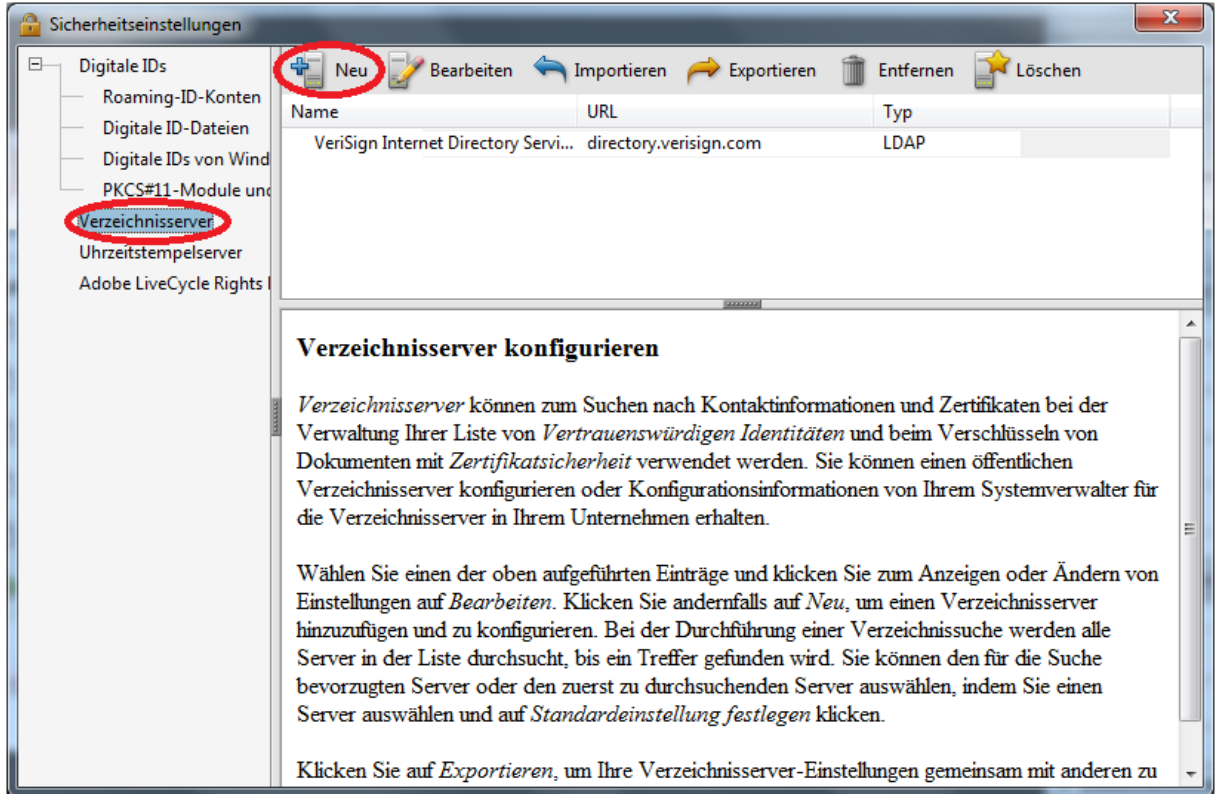 Sicherheitseinstellungen
Digitale IDs
Roaming-ID-Konten
Digitale ID-Dateien
Digitale IDs von Wind
PKCS#11-Module und
Verzeichnisserver
Uhrzeitstempelserver
Adobe LiveCycle Rights
Neu Bearbeiten Importieren Exportieren Entfernen Löschen
Name URL Typ
VeriSign Internet Directory Servi... directory.verisign.com LDAP
Verzeichnisserver konfigurieren
Verzeichnisserver können zum Suchen nach Kontaktinformationen und Zertifikaten bei der
Verwaltung Ihrer Liste von Vertrauenswürdigen Identitäten und beim Verschlüsseln von
Dokumenten mit Zertifikatsicherheit verwendet werden. Sie können einen öffentlichen
Verzeichnisserver konfigurieren oder Konfigurationsinformationen von Ihrem Systemverwalter für
die Verzeichnisserver in Ihrem Unternehmen erhalten.
Wählen Sie einen der oben aufgeführten Einträge und klicken Sie zum Anzeigen oder Ändern von
Einstellungen auf Bearbeiten. Klicken Sie andernfalls auf Neu, um einen Verzeichnisserver
hinzuzufügen und zu konfigurieren. Bei der Durchführung einer Verzeichnissuche werden alle
Server in der Liste durchsucht, bis ein Treffer gefunden wird. Sie können den für die Suche
bevorzugten Server oder den zuerst zu durchsuchenden Server auswählen, indem Sie einen
Server auswählen und auf Standardeinstellung festlegen klicken.
Klicken Sie auf Exportieren, um Ihre Verzeichnisserver-Einstellungen gemeinsam mit anderen zu